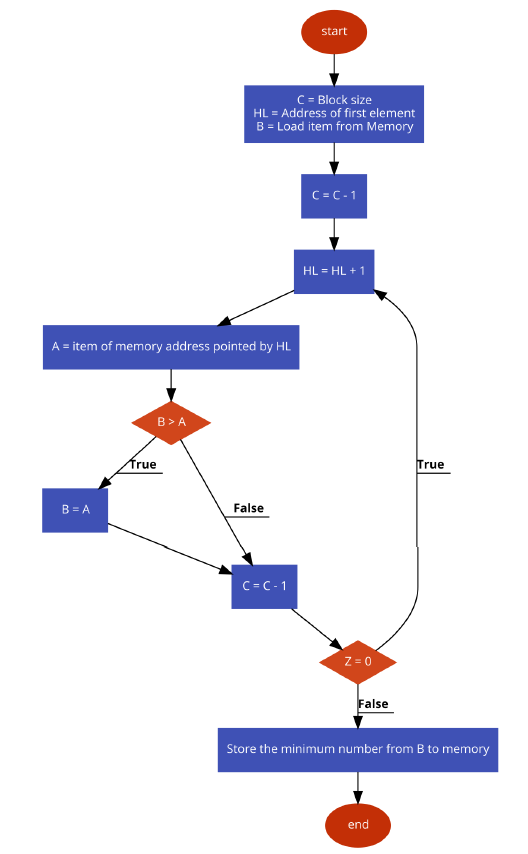 start
C = Block size
HL = Address of first element
B = Load item from Memory
C = C - 1
HL = HL + 1
A = item of memory address pointed by HL
B > A
True
True
B = A
False
C = C - 1
Z = 0
False
Store the minimum number from B to memory
end